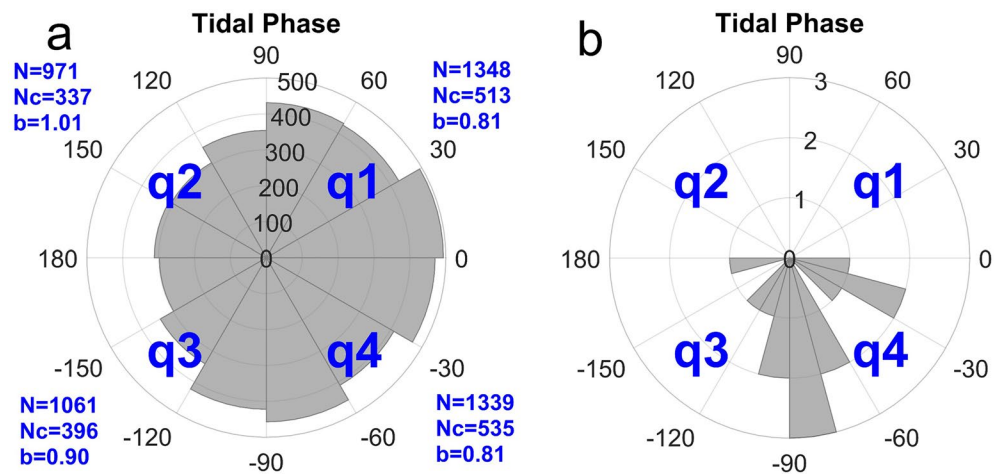 a
Tidal Phase
N=971
Nc=337
b=1.01
N=1348
Nc=513
b=0.81
90
120
60
150
30
180
0
-150
-30
-120
-60
-90
500
400
300
200
100
0
q2
q1
q3
q4
N=1061
Nc=396
b=0.90
N=1339
Nc=535
b=0.81
b
Tidal Phase
90
120
60
150
30
180
0
-150
-30
-120
-60
-90
3
2
1
0
q2
q1
q3
q4